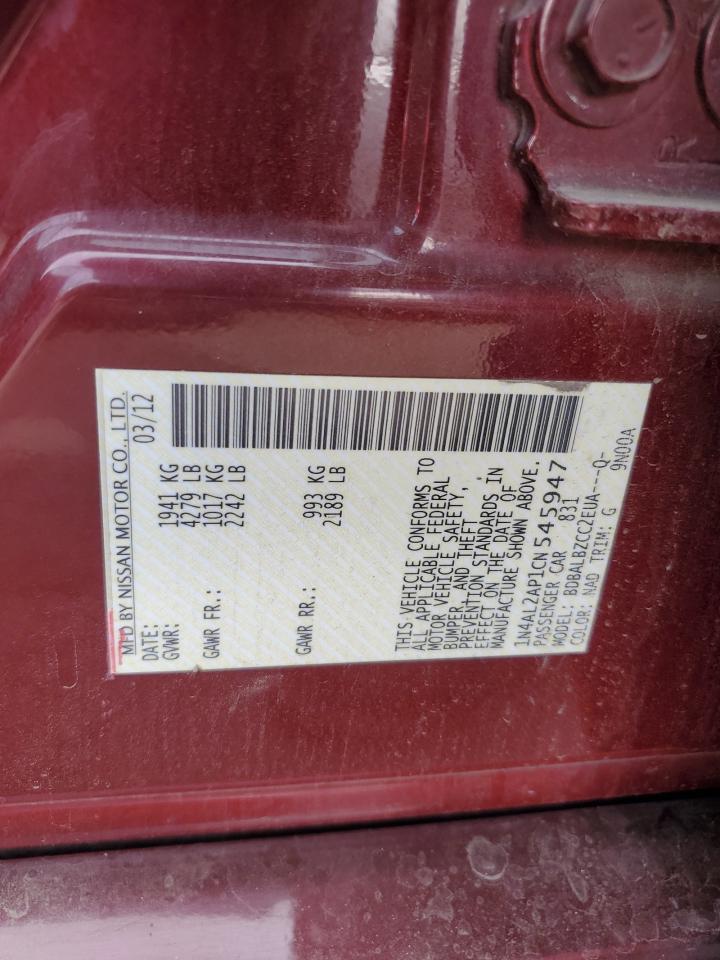 MFD BY NISSAN MOTOR CO., LTD.
DATE: 03/12
GVWR: 1941 KG
4279 LB
GAWR FR.: 1017 KG
2242 LB
GAWR RR.: 993 KG
2189 LB
THIS VEHICLE CONFORMS TO
ALL APPLICABLE FEDERAL
MOTOR VEHICLE SAFETY,
BUMPER, AND THEFT
PREVENTION STANDARDS IN
EFFECT ON THE DATE OF
MANUFACTURE SHOWN ABOVE.
1N4AL2AP1CN545947
PASSENGER CAR 831
MODEL: BDBALBZCC2EUA---Q-
COLOR: NAD TRIM: G 9N00A
R